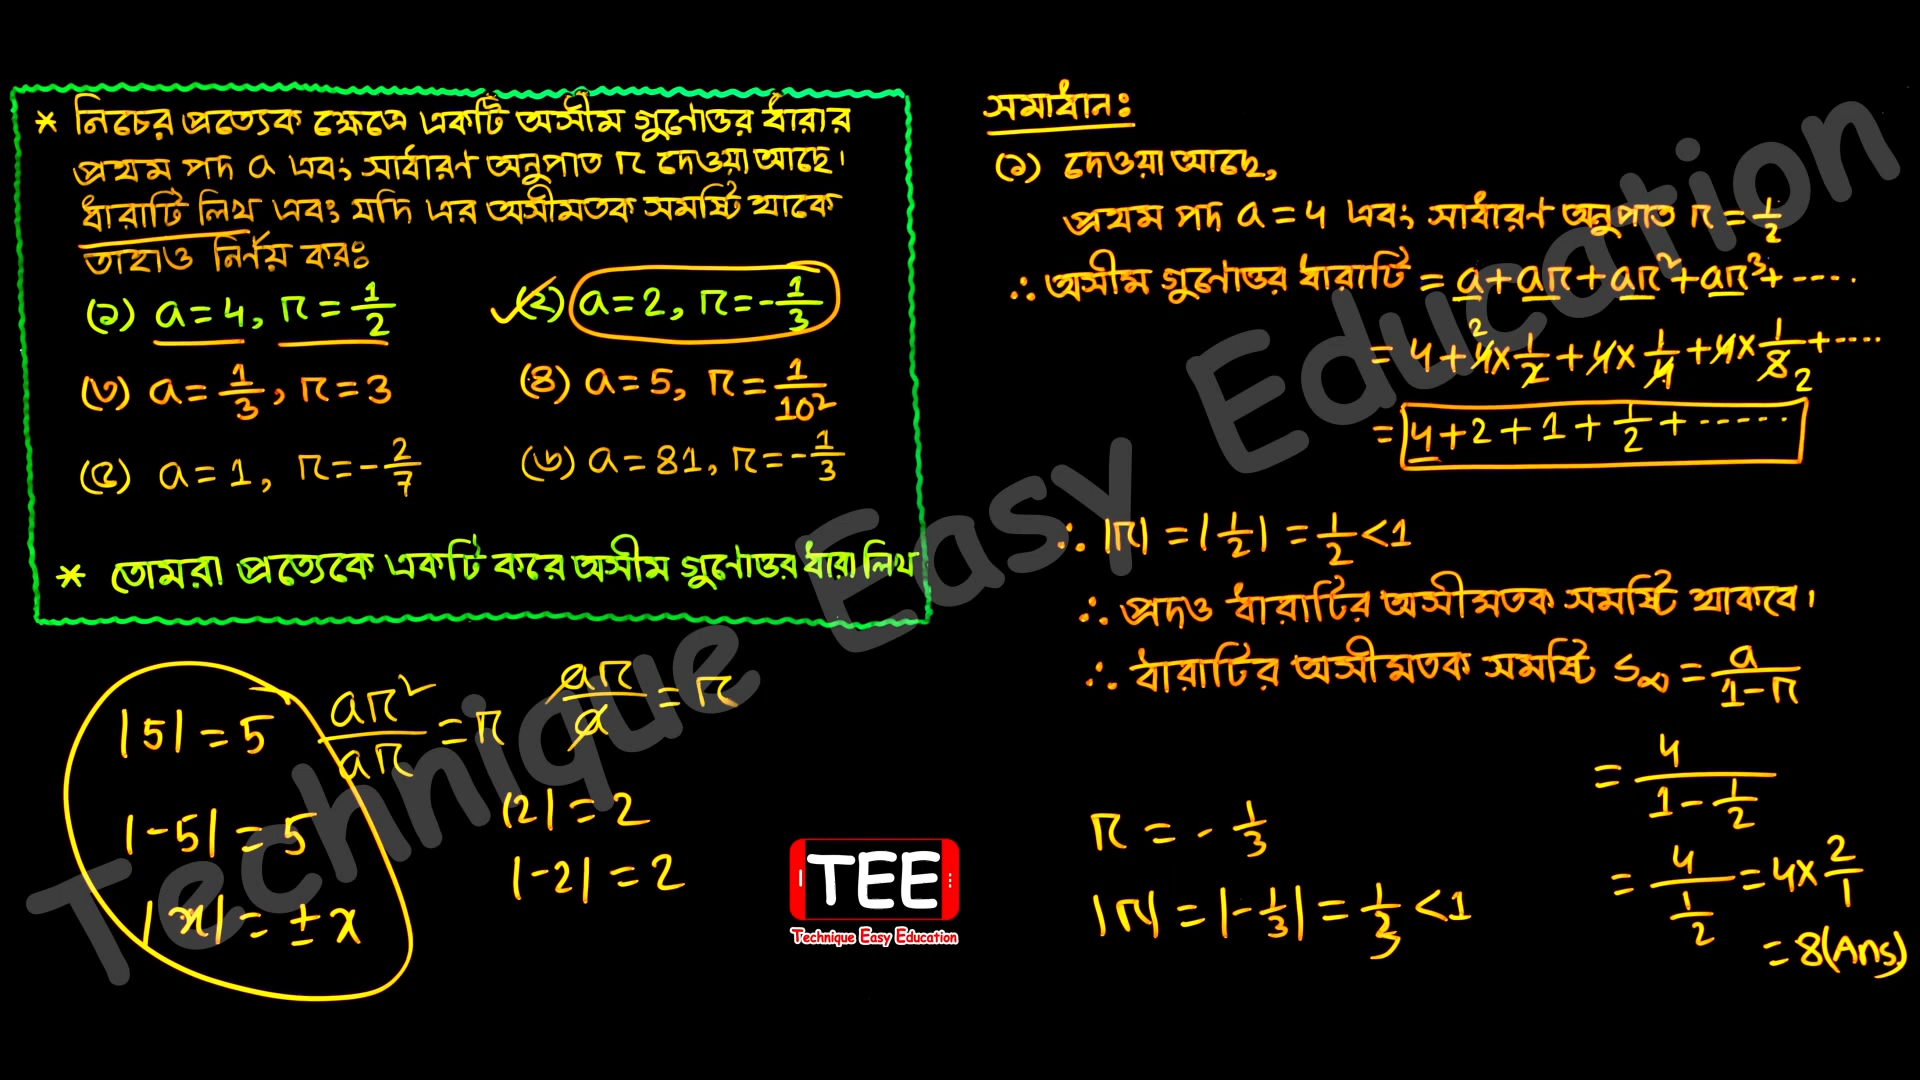 * নিচের প্রত্যেক ক্ষেত্রে একটি অসীম গুণোত্তর ধারার
প্রথম পদ a এবং সাধারণ অনুপাত r দেওয়া আছে।
ধারাটি লিখ এবং যদি এর অসীমতক সমষ্টি থাকে
তাহাও নির্ণয় কর:
(১) a=4, r=1/2
(২) a=2, r=-1/3
(৩) a=1/3, r=3
(৪) a=5, r=1/10²
(৫) a=1, r=-2/7
(৬) a=81, r=-1/3
* তোমরা প্রত্যেকে একটি করে অসীম গুণোত্তর ধারা লিখ
|5|=5
ar²/ar=r
ar/a=r
|-5|=5
|2|=2
|-2|=2
|x|=±x
TEE
Technique Easy Education
সমাধান:
(১) দেওয়া আছে,
প্রথম পদ a=4 এবং সাধারণ অনুপাত r=1/2
∴ অসীম গুণোত্তর ধারাটি = a+ar+ar²+ar³+----.
= 4+4×1/2+4×1/4+4×1/8+----
2
2
= 4+2+1+1/2+------
∴ |r|=|1/2|=1/2<1
∴ প্রদত্ত ধারাটির অসীমতক সমষ্টি থাকবে।
∴ ধারাটির অসীমতক সমষ্টি S∞=a/1-r
= 4/1-1/2
= 4/1/2 = 4×2/1
= 8(Ans)
r=-1/3
|r|=|-1/3|=1/3<1
Technique Easy Education